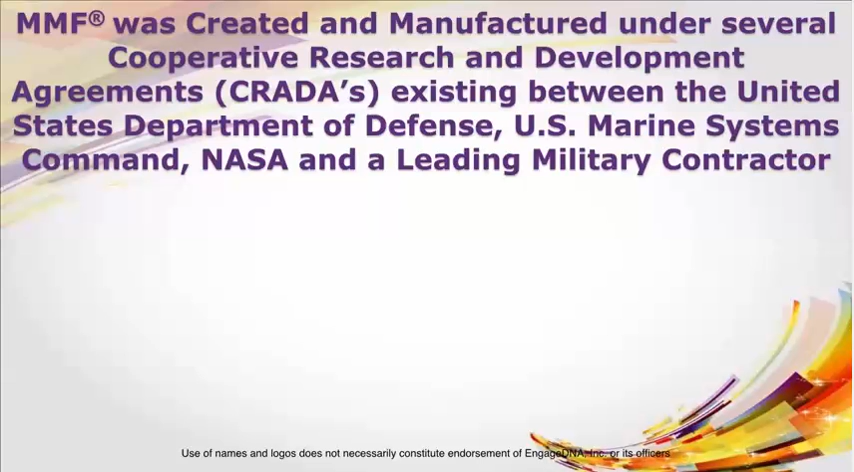 MMF® was Created and Manufactured under several
Cooperative Research and Development
Agreements (CRADA's) existing between the United
States Department of Defense, U.S. Marine Systems
Command, NASA and a Leading Military Contractor
Use of names and logos does not necessarily constitute endorsement of EngageDNA, Inc. or its officers